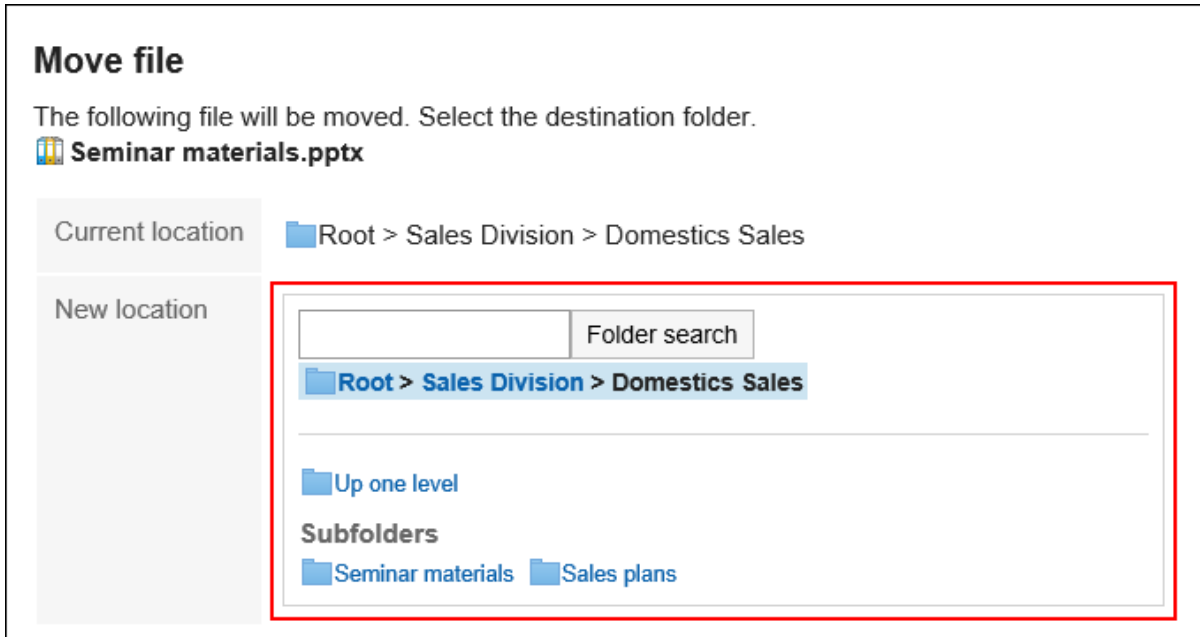 Move file
The following file will be moved. Select the destination folder.
Seminar materials.pptx
Current location
Root > Sales Division > Domestics Sales
New location
Folder search
Root > Sales Division > Domestics Sales
Up one level
Subfolders
Seminar materials Sales plans